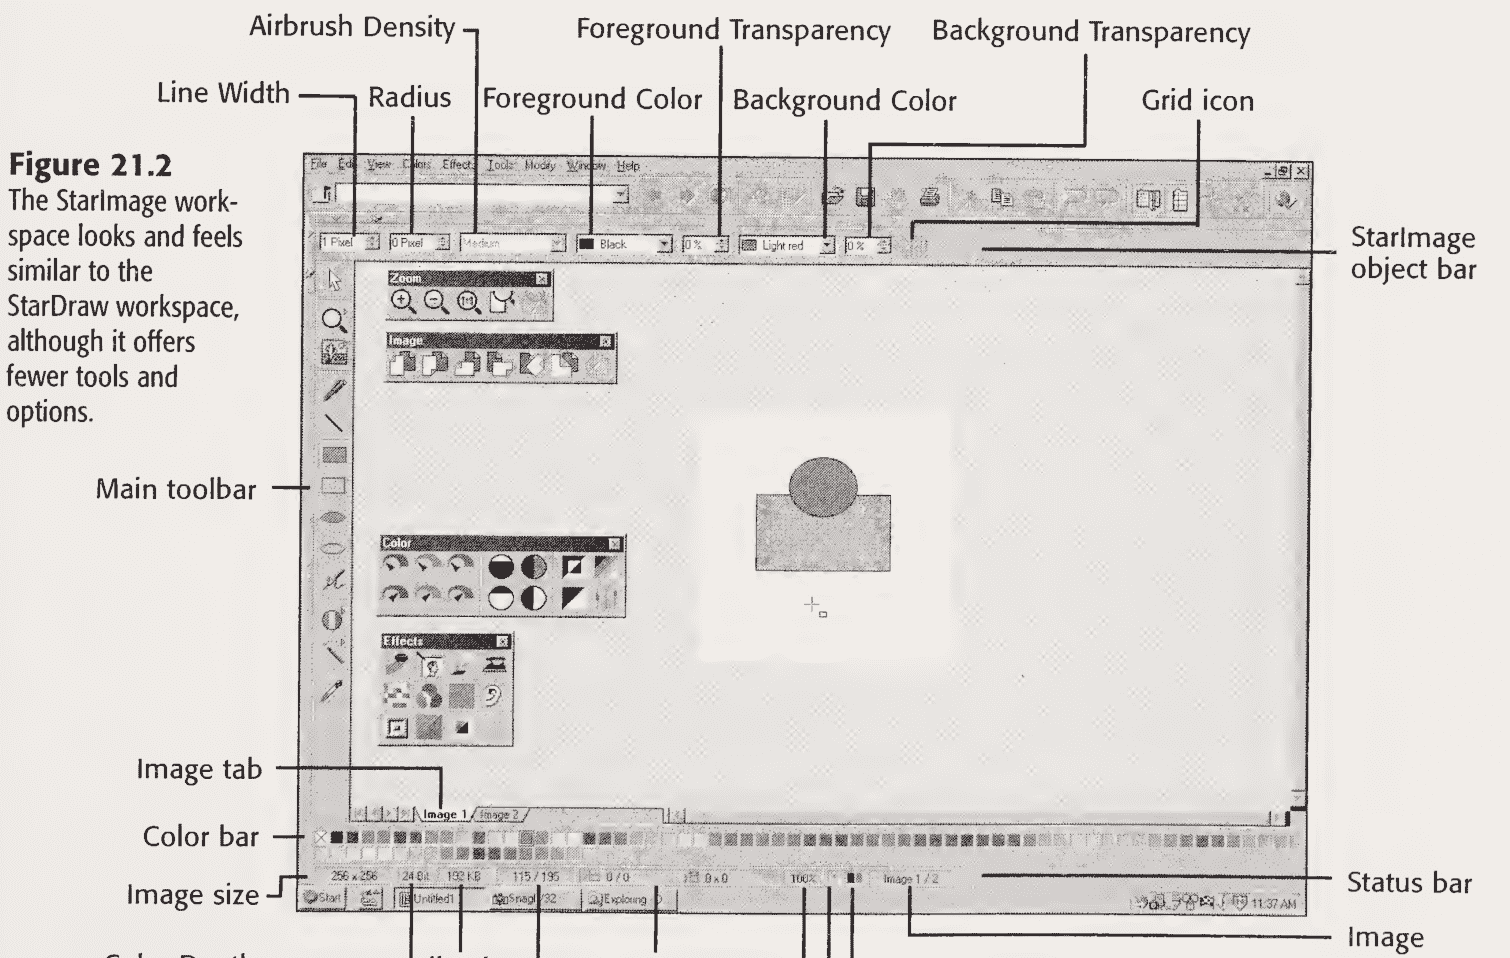 Airbrush Density
Foreground Transparency
Background Transparency
Line Width
Radius
Foreground Color
Background Color
Grid icon
Figure 21.2
The StarImage work-
space looks and feels
similar to the
StarDraw workspace,
although it offers
fewer tools and
options.
File Edit View Colors Effects Tools Modify Window Help
1 Pixel 0 Pixel Medium Black 0 % Light red 0 %
StarImage
object bar
Zoom
Image
Main toolbar
Color
Effects
Image tab
Image 1 Image 2
Color bar
256 x 256 24 Bit 192 KB 115 / 195 0 / 0 0 x 0 100% Image 1 / 2
Image size
Status bar
Start Untitled1 Exploring 11:37 AM
Image